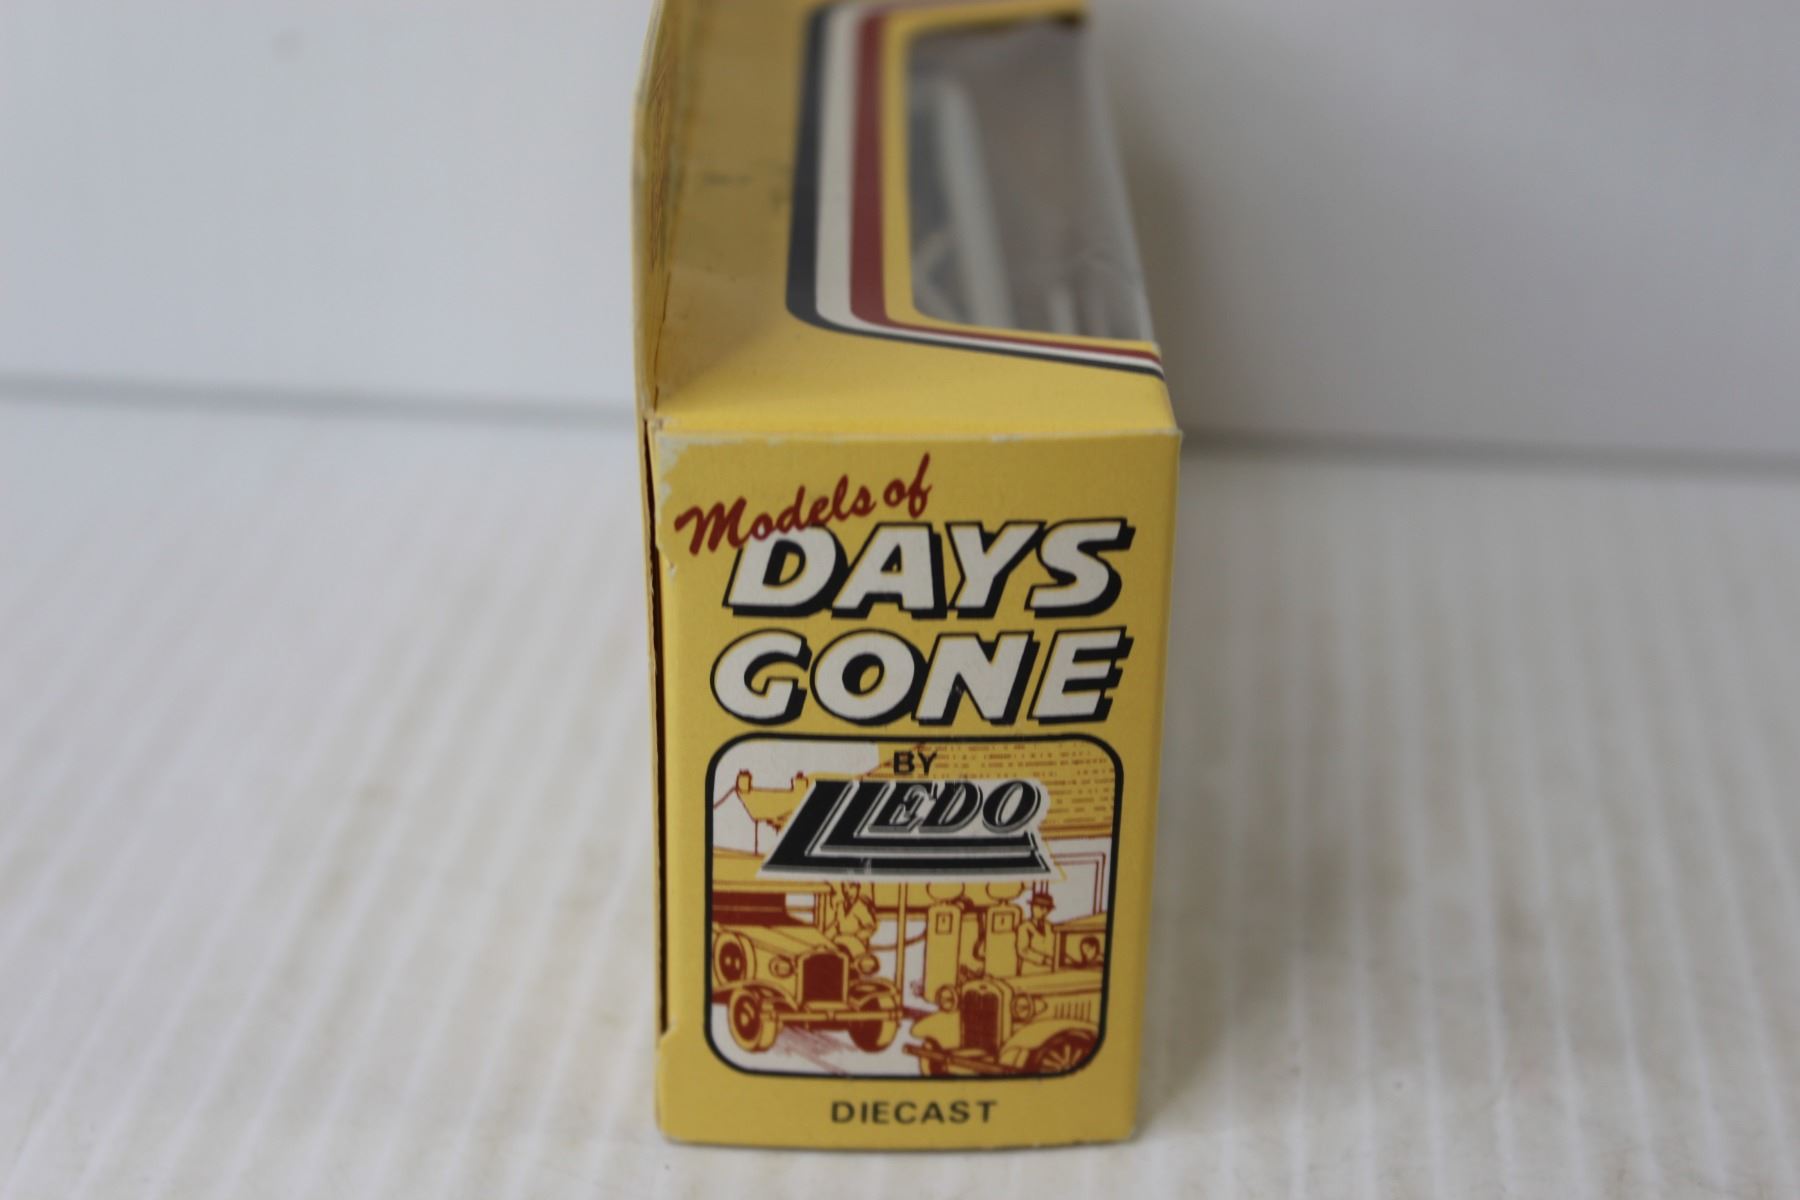 Models of
DAYS
GONE
BY
LLEDO
DIECAST